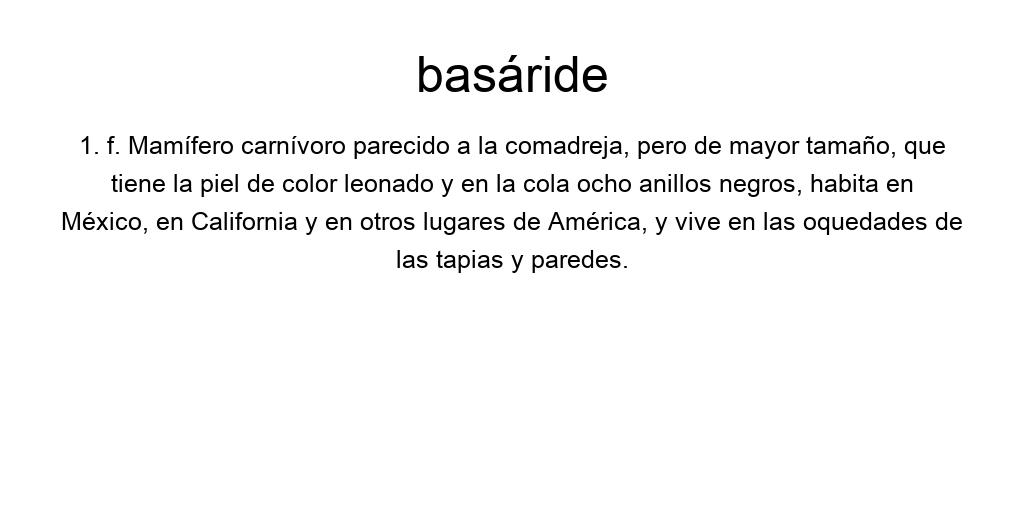 basáride
1. f. Mamífero carnívoro parecido a la comadreja, pero de mayor tamaño, que
tiene la piel de color leonado y en la cola ocho anillos negros, habita en
México, en California y en otros lugares de América, y vive en las oquedades de
las tapias y paredes.